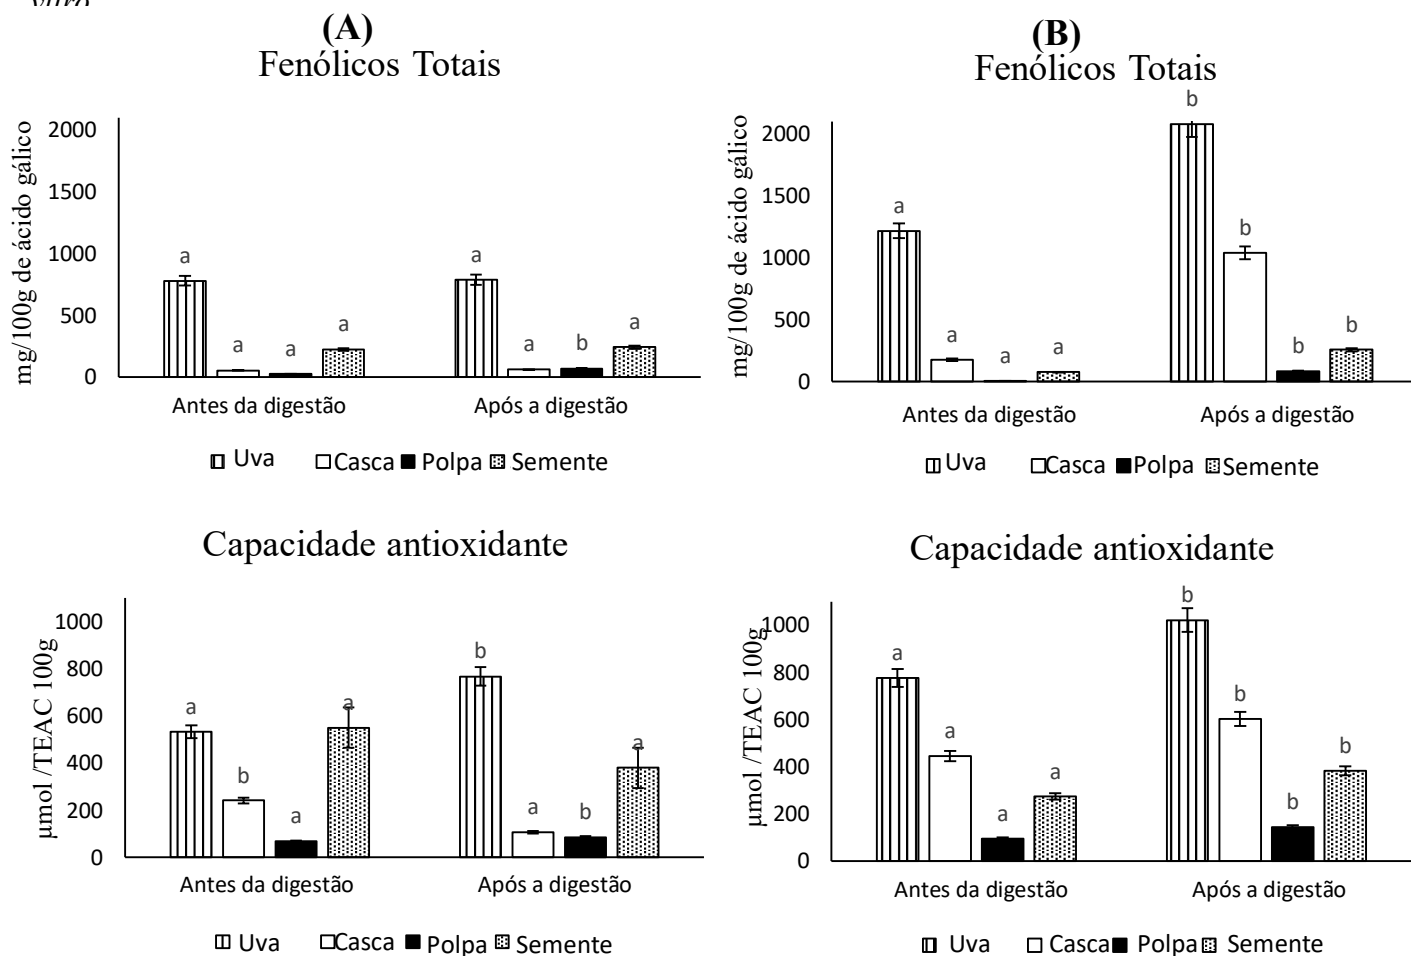 vitro
(A)
Fenólicos Totais
mg/100g de ácido gálico
2000
1500
1000
500
0
a
a
a
a
a
a
b
a
Antes da digestão
Após a digestão
Uva
Casca
Polpa
Semente
(B)
Fenólicos Totais
mg/100g de ácido gálico
2000
1500
1000
500
0
a
a
a
a
b
b
b
b
Antes da digestão
Após a digestão
Uva
Casca
Polpa
Semente
Capacidade antioxidante
µmol /TEAC 100g
1000
800
600
400
200
0
a
b
a
a
b
a
b
a
Antes da digestão
Após a digestão
Uva
Casca
Polpa
Semente
Capacidade antioxidante
µmol /TEAC 100g
1000
800
600
400
200
0
a
a
a
a
b
b
b
b
Antes da digestão
Após a digestão
Uva
Casca
Polpa
Semente